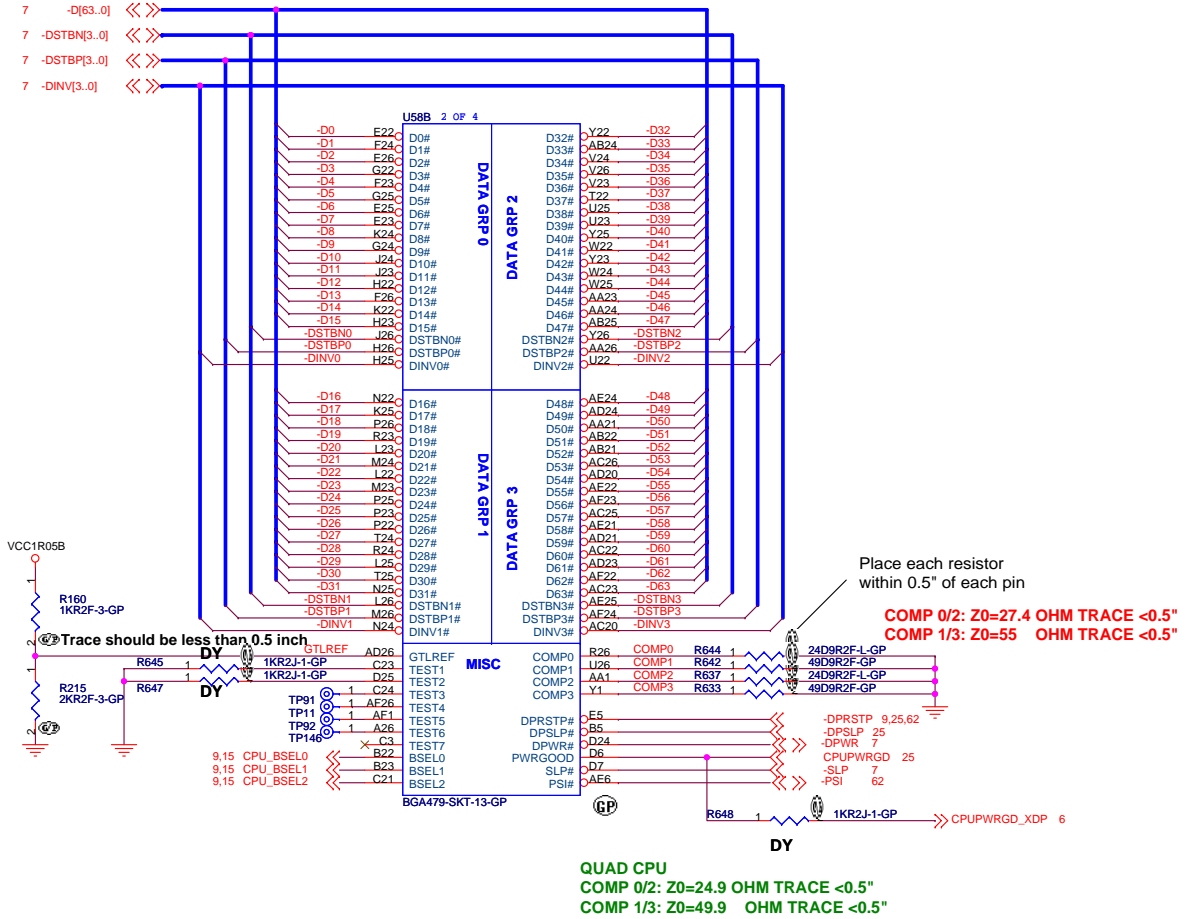 7 -D[63..0]
7 -DSTBN[3..0]
7 -DSTBP[3..0]
7 -DINV[3..0]
U58B 2 OF 4
DATA GRP 0
DATA GRP 2
-D0 E22 D0# D32# Y22 -D32
-D1 F24 D1# D33# AB24 -D33
-D2 E26 D2# D34# V24 -D34
-D3 G22 D3# D35# V26 -D35
-D4 F23 D4# D36# V23 -D36
-D5 G25 D5# D37# T22 -D37
-D6 E25 D6# D38# U25 -D38
-D7 E23 D7# D39# U23 -D39
-D8 K24 D8# D40# Y25 -D40
-D9 G24 D9# D41# W22 -D41
-D10 J24 D10# D42# Y23 -D42
-D11 J23 D11# D43# W24 -D43
-D12 H22 D12# D44# W25 -D44
-D13 F26 D13# D45# AA23 -D45
-D14 K22 D14# D46# AA24 -D46
-D15 H23 D15# D47# AB25 -D47
-DSTBN0 J26 DSTBN0# DSTBN2# Y26 -DSTBN2
-DSTBP0 H26 DSTBP0# DSTBP2# AA26 -DSTBP2
-DINV0 H25 DINV0# DINV2# U22 -DINV2
DATA GRP 1
DATA GRP 3
-D16 N22 D16# D48# AE24 -D48
-D17 K25 D17# D49# AD24 -D49
-D18 P26 D18# D50# AA21 -D50
-D19 R23 D19# D51# AB22 -D51
-D20 L23 D20# D52# AB21 -D52
-D21 M24 D21# D53# AC26 -D53
-D22 L22 D22# D54# AD20 -D54
-D23 M23 D23# D55# AE22 -D55
-D24 P25 D24# D56# AF23 -D56
-D25 P23 D25# D57# AC25 -D57
-D26 P22 D26# D58# AE21 -D58
-D27 T24 D27# D59# AD21 -D59
-D28 R24 D28# D60# AC22 -D60
-D29 L25 D29# D61# AD23 -D61
-D30 T25 D30# D62# AF22 -D62
-D31 N25 D31# D63# AC23 -D63
-DSTBN1 L26 DSTBN1# DSTBN3# AE25 -DSTBN3
-DSTBP1 M26 DSTBP1# DSTBP3# AF24 -DSTBP3
-DINV1 N24 DINV1# DINV3# AC20 -DINV3
VCC1R05B
1
R160
1KR2F-3-GP
2
Trace should be less than 0.5 inch
R215
2KR2F-3-GP
1
2
Place each resistor
within 0.5" of each pin
COMP 0/2: Z0=27.4 OHM TRACE <0.5"
COMP 1/3: Z0=55 OHM TRACE <0.5"
MISC
GTLREF AD26 GTLREF COMP0 R26 COMP0 R644 1 24D9R2F-L-GP
DY
R645 1 1KR2J-1-GP C23 TEST1 COMP1 U26 COMP1 R642 1 49D9R2F-GP
R647 1 1KR2J-1-GP D25 TEST2 COMP2 AA1 COMP2 R637 1 24D9R2F-L-GP
DY
TP91 1 C24 TEST3 COMP3 Y1 COMP3 R633 1 49D9R2F-GP
TP11 1 AF26 TEST4
TP92 1 AF1 TEST5 DPRSTP# E5 -DPRSTP 9,25,62
TP146 1 A26 TEST6 DPSLP# B5 -DPSLP 25
C3 TEST7 DPWR# D24 -DPWR 7
9,15 CPU_BSEL0 B22 BSEL0 PWRGOOD D6 CPUPWRGD 25
9,15 CPU_BSEL1 B23 BSEL1 SLP# D7 -SLP 7
9,15 CPU_BSEL2 C21 BSEL2 PSI# AE6 -PSI 62
BGA479-SKT-13-GP
GP
R648 1 1KR2J-1-GP CPUPWRGD_XDP 6
DY
QUAD CPU
COMP 0/2: Z0=24.9 OHM TRACE <0.5"
COMP 1/3: Z0=49.9 OHM TRACE <0.5"